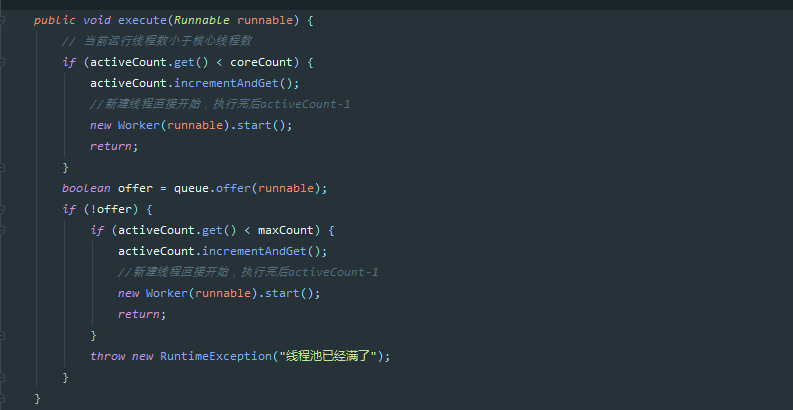 public void execute(Runnable runnable) {
// 当前运行线程数小于核心线程数
if (activeCount.get() < coreCount) {
activeCount.incrementAndGet();
//新建线程直接开始，执行完后activeCount-1
new Worker(runnable).start();
return;
}
boolean offer = queue.offer(runnable);
if (!offer) {
if (activeCount.get() < maxCount) {
activeCount.incrementAndGet();
//新建线程直接开始，执行完后activeCount-1
new Worker(runnable).start();
return;
}
throw new RuntimeException("线程池已经满了");
}
}